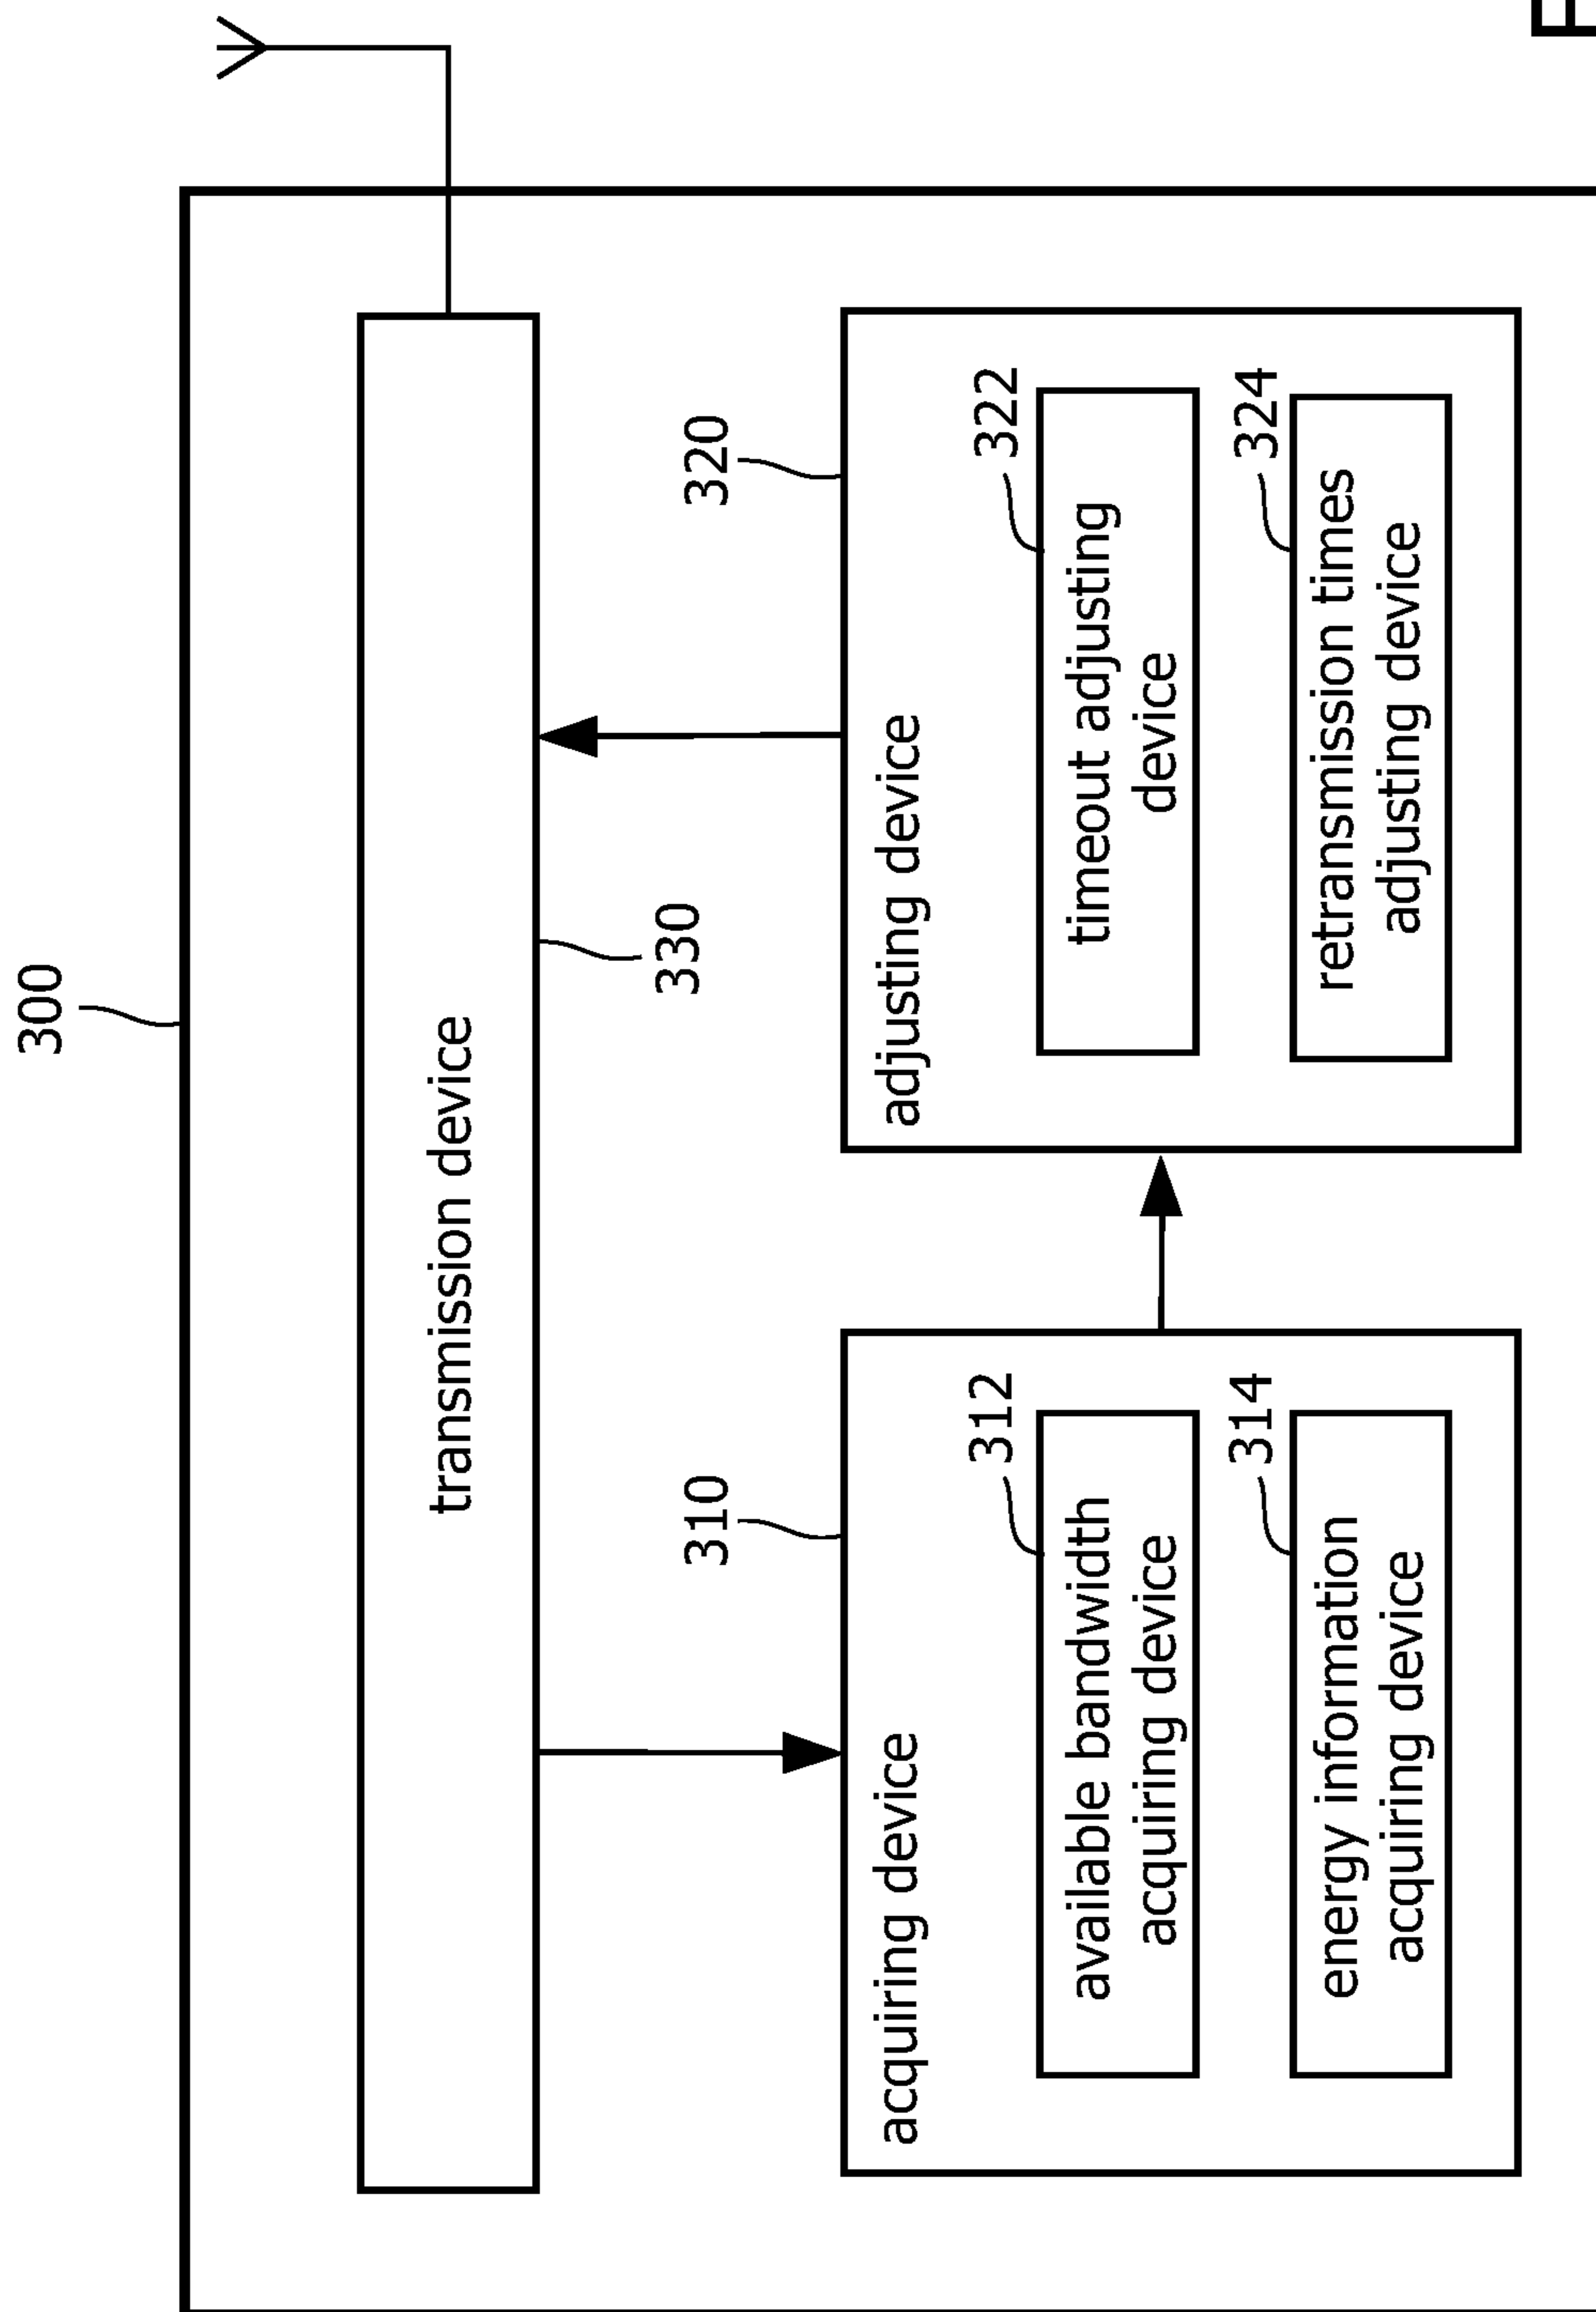 300
transmission device
330
310
320
acquiring device
312
available bandwidth
acquiring device
314
energy information
acquiring device
adjusting device
322
timeout adjusting
device
324
retransmission times
adjusting device